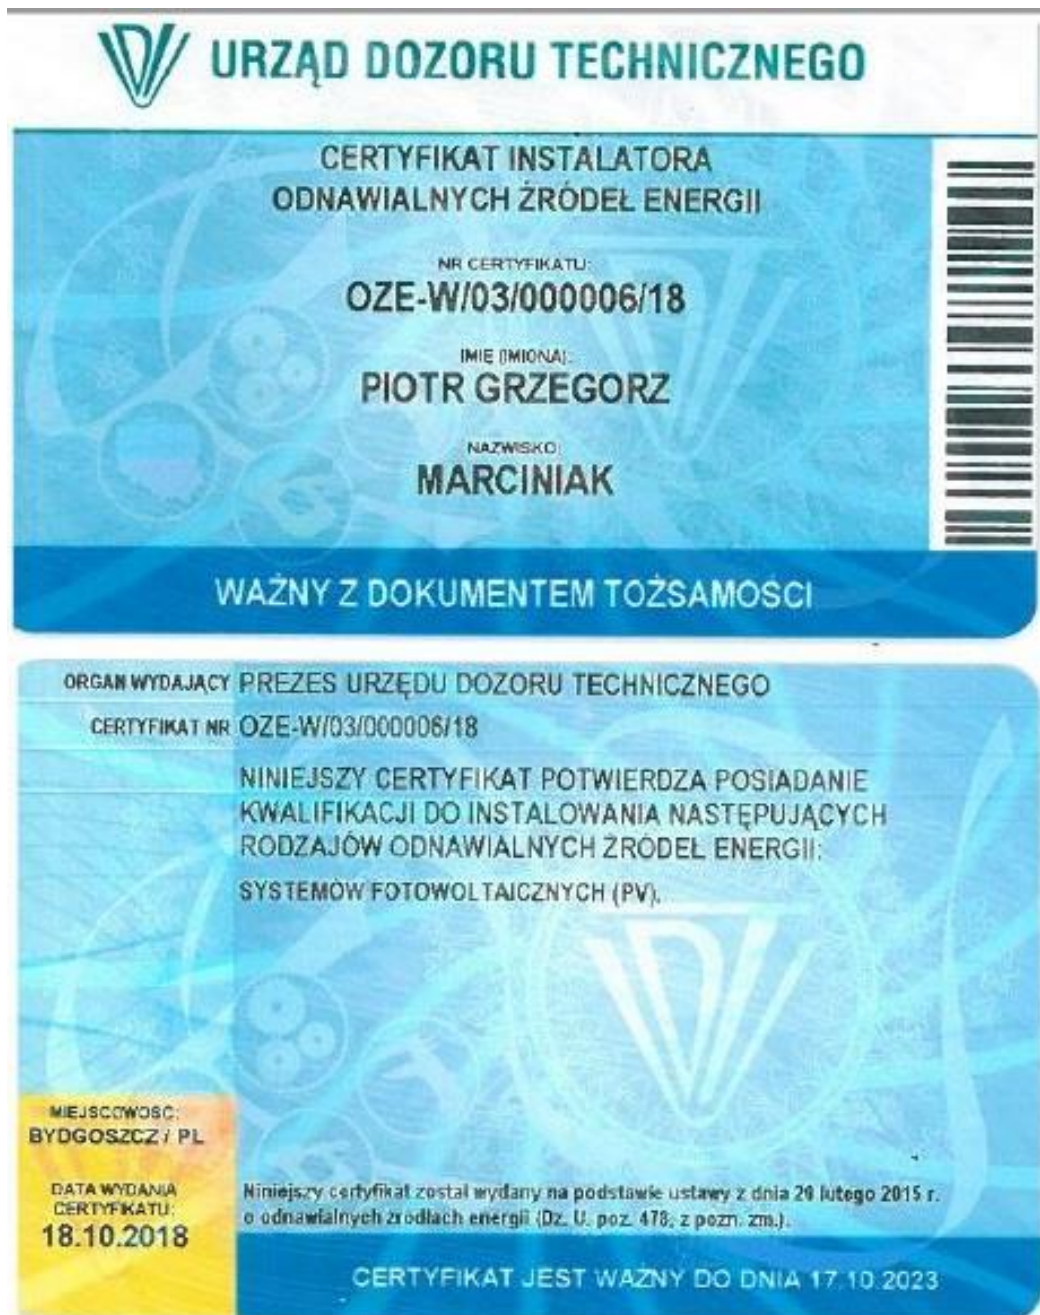 URZĄD DOZORU TECHNICZNEGO
CERTYFIKAT INSTALATORA
ODNAWIALNYCH ŹRÓDEŁ ENERGII
NR CERTYFIKATU:
OZE-W/03/000006/18
IMIĘ (IMIONA):
PIOTR GRZEGORZ
NAZWISKO:
MARCINIAK
WAŻNY Z DOKUMENTEM TOŻSAMOŚCI
ORGAN WYDAJĄCY PREZES URZĘDU DOZORU TECHNICZNEGO
CERTYFIKAT NR OZE-W/03/000006/18
NINIEJSZY CERTYFIKAT POTWIERDZA POSIADANIE
KWALIFIKACJI DO INSTALOWANIA NASTĘPUJĄCYCH
RODZAJÓW ODNAWIALNYCH ŹRÓDEŁ ENERGII:
SYSTEMÓW FOTOWOLTAICZNYCH (PV).
MIEJSCOWOŚĆ:
BYDGOSZCZ / PL
DATA WYDANIA
CERTYFIKATU:
18.10.2018
Niniejszy certyfikat został wydany na podstawie ustawy z dnia 20 lutego 2015 r.
o odnawialnych źródłach energii (Dz. U. poz. 478, z pózn. zm.).
CERTYFIKAT JEST WAŻNY DO DNIA 17.10.2023